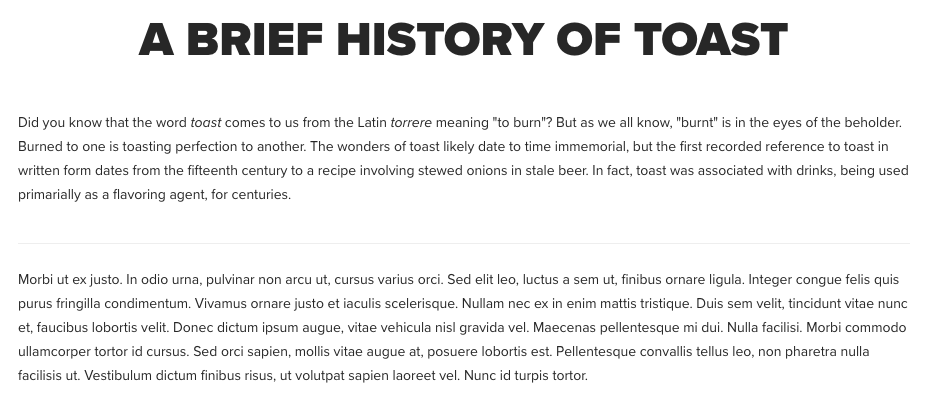 A BRIEF HISTORY OF TOAST
Did you know that the word toast comes to us from the Latin torrere meaning "to burn"? But as we all know, "burnt" is in the eyes of the beholder.
Burned to one is toasting perfection to another. The wonders of toast likely date to time immemorial, but the first recorded reference to toast in
written form dates from the fifteenth century to a recipe involving stewed onions in stale beer. In fact, toast was associated with drinks, being used
primarially as a flavoring agent, for centuries.
Morbi ut ex justo. In odio urna, pulvinar non arcu ut, cursus varius orci. Sed elit leo, luctus a sem ut, finibus ornare ligula. Integer congue felis quis
purus fringilla condimentum. Vivamus ornare justo et iaculis scelerisque. Nullam nec ex in enim mattis tristique. Duis sem velit, tincidunt vitae nunc
et, faucibus lobortis velit. Donec dictum ipsum augue, vitae vehicula nisl gravida vel. Maecenas pellentesque mi dui. Nulla facilisi. Morbi commodo
ullamcorper tortor id cursus. Sed orci sapien, mollis vitae augue at, posuere lobortis est. Pellentesque convallis tellus leo, non pharetra nulla
facilisis ut. Vestibulum dictum finibus risus, ut volutpat sapien laoreet vel. Nunc id turpis tortor.